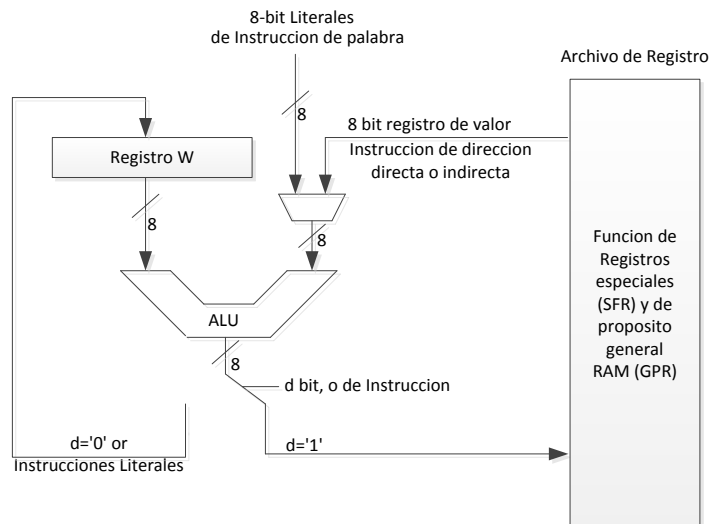 8-bit Literales
de Instruccion de palabra
Archivo de Registro
8
8 bit registro de valor
Instruccion de direccion
directa o indirecta
Registro W
8
8
Funcion de
Registros
especiales
(SFR) y de
proposito
general
RAM (GPR)
ALU
8
d bit, o de Instruccion
d='0' or
Instrucciones Literales
d='1'